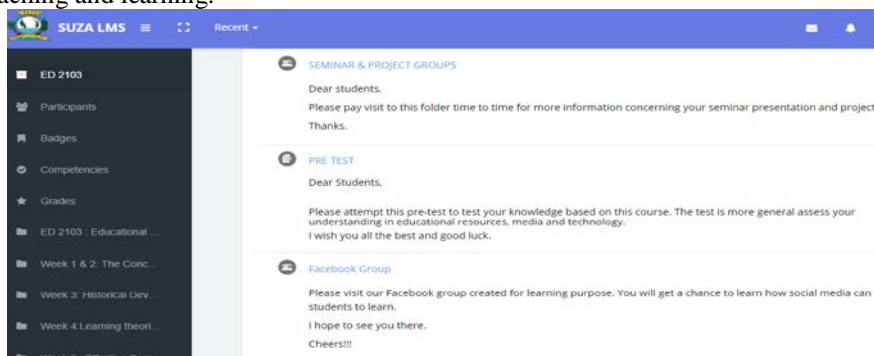 SUZA LMS
Recent
ED 2103
Participants
Badges
Competencies
Grades
ED 2103 : Educational ...
Week 1 & 2: The Conc...
Week 3: Historical Dev...
Week 4:Learning theori...
SEMINAR & PROJECT GROUPS
Dear students,
Please pay visit to this folder time to time for more information concerning your seminar presentation and project
Thanks.
PRE TEST
Dear Students,
Please attempt this pre-test to test your knowledge based on this course. The test is more general assess your
understanding in educational resources, media and technology.
I wish you all the best and good luck.
Facebook Group
Please visit our Facebook group created for learning purpose. You will get a chance to learn how social media can
students to learn.
I hope to see you there.
Cheers!!!